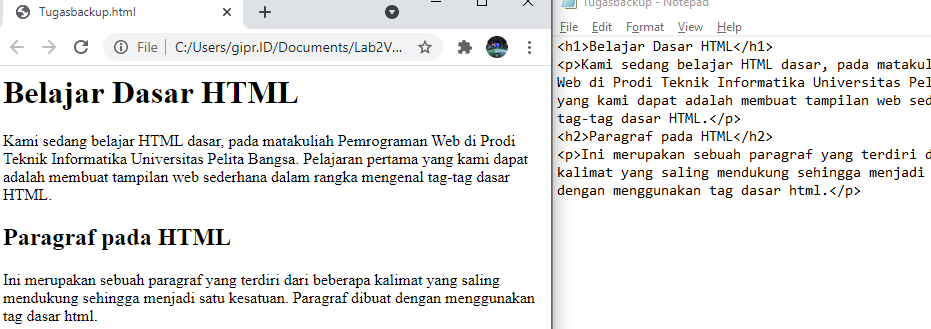 Tugasbackup.html
File
C:/Users/gipr.ID/Documents/Lab2V...
Belajar Dasar HTML
Kami sedang belajar HTML dasar, pada matakuliah Pemrograman Web di Prodi
Teknik Informatika Universitas Pelita Bangsa. Pelajaran pertama yang kami dapat
adalah membuat tampilan web sederhana dalam rangka mengenal tag-tag dasar
HTML.
Paragraf pada HTML
Ini merupakan sebuah paragraf yang terdiri dari beberapa kalimat yang saling
mendukung sehingga menjadi satu kesatuan. Paragraf dibuat dengan menggunakan
tag dasar html.
Tugasbackup - Notepad
File Edit Format View Help
<h1>Belajar Dasar HTML</h1>
<p>Kami sedang belajar HTML dasar, pada matakul
Web di Prodi Teknik Informatika Universitas Pel
yang kami dapat adalah membuat tampilan web sed
tag-tag dasar HTML.</p>
<h2>Paragraf pada HTML</h2>
<p>Ini merupakan sebuah paragraf yang terdiri d
kalimat yang saling mendukung sehingga menjadi
dengan menggunakan tag dasar html.</p>